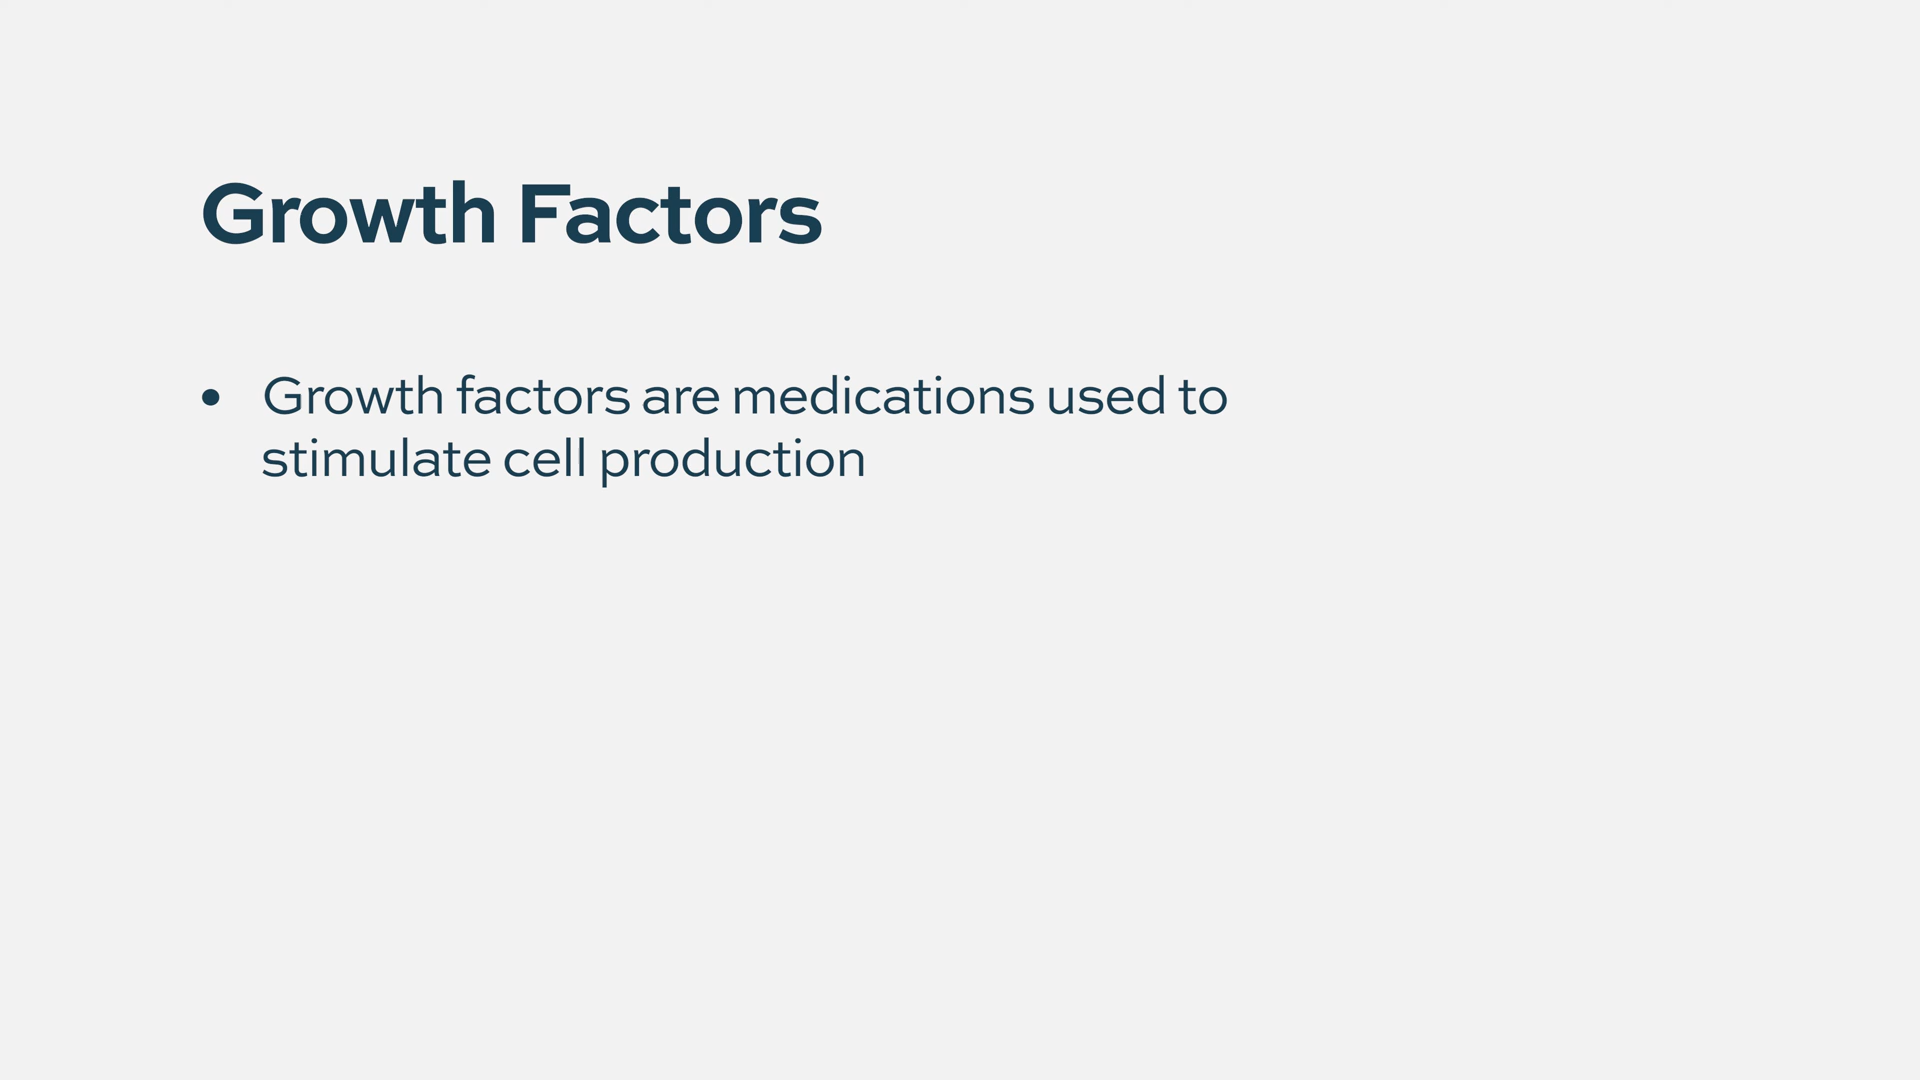 Growth Factors
• Growth factors are medications used to
stimulate cell production